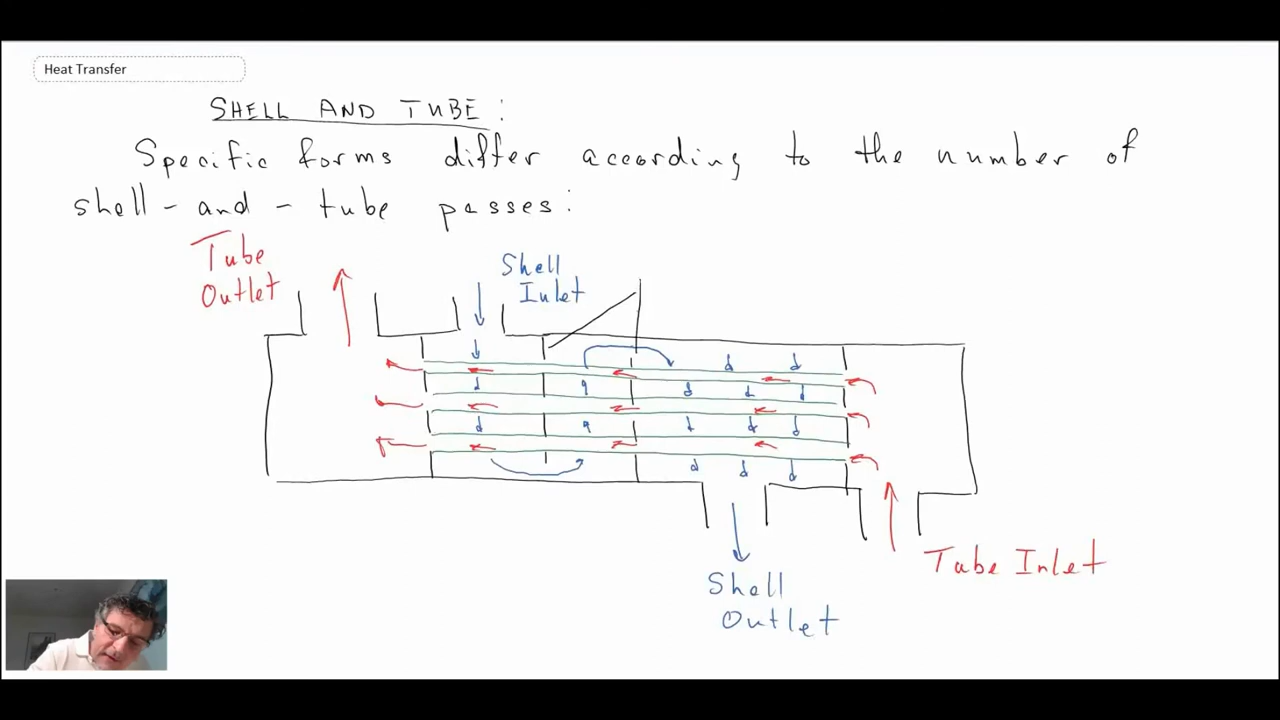 Heat Transfer
SHELL AND TUBE:
Specific forms differ according to the number of
shell-and-tube passes:
Tube
Outlet
Shell
Inlet
Shell
Outlet
Tube Inlet